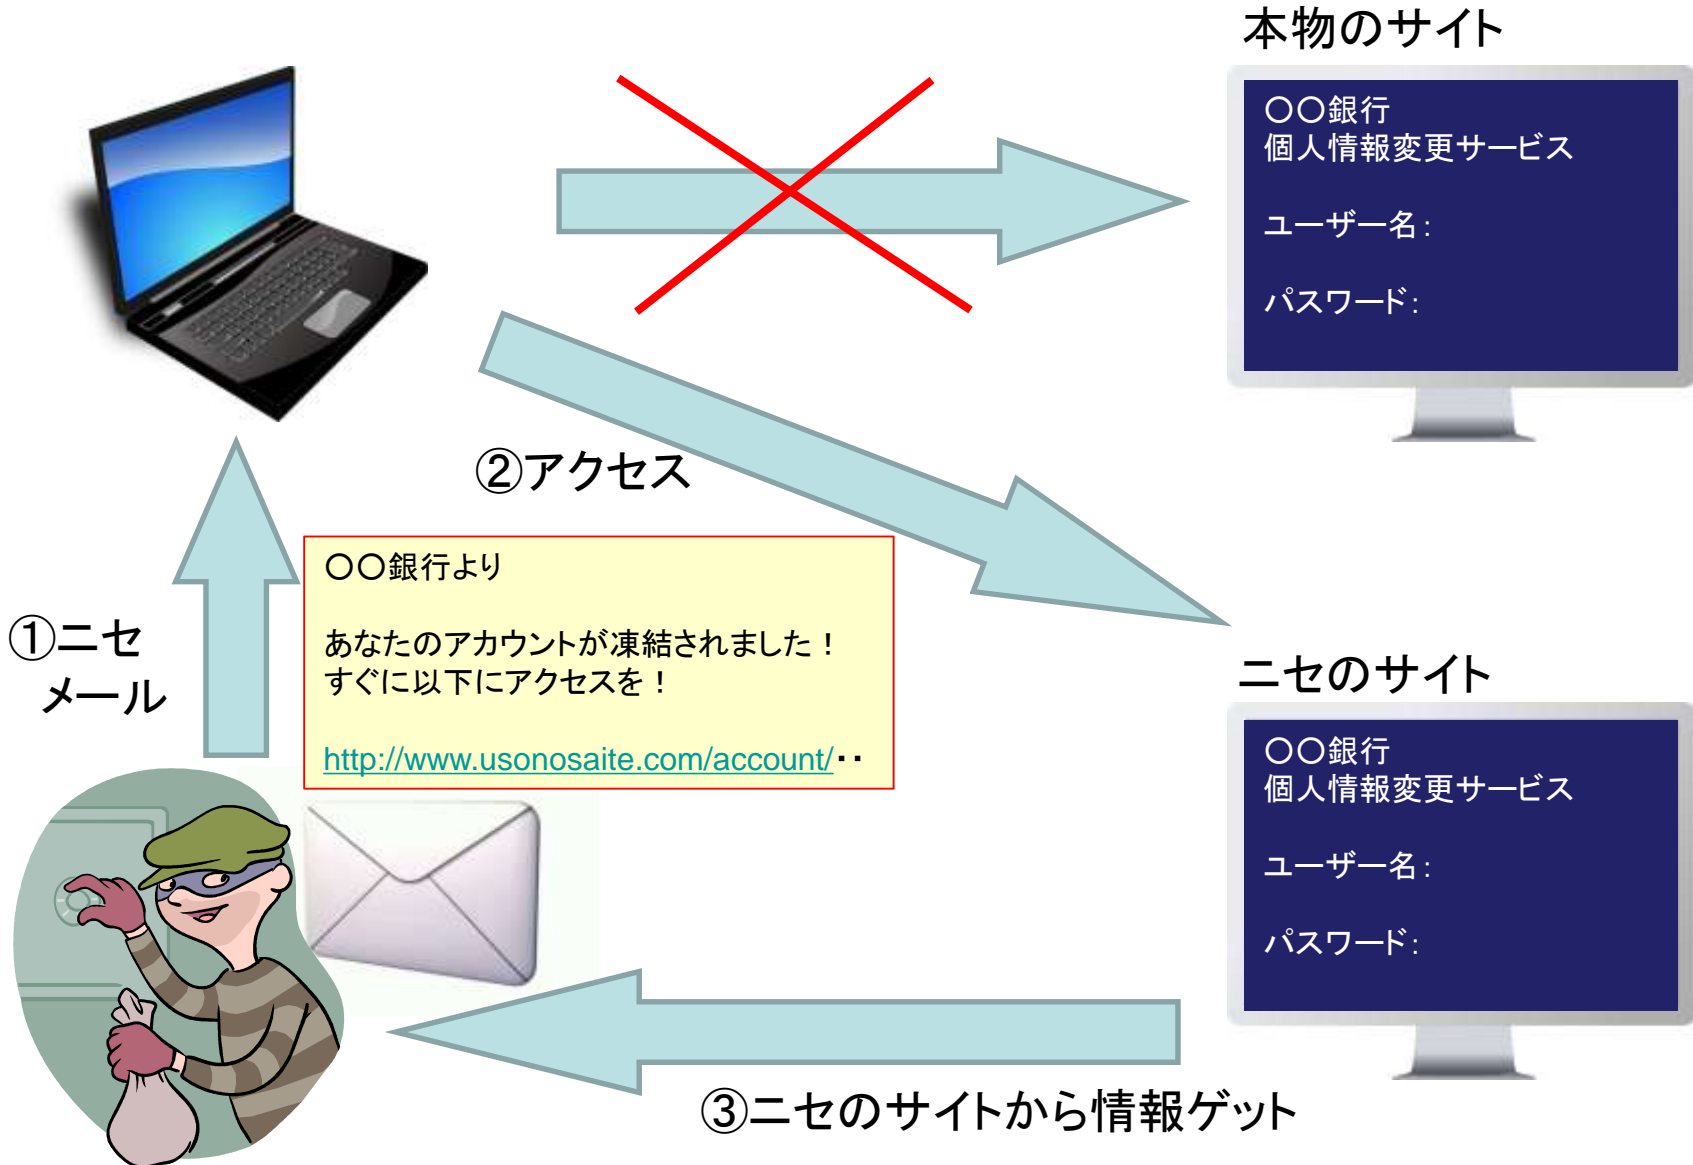 本物のサイト
〇〇銀行
個人情報変更サービス
ユーザー名：
パスワード：
②アクセス
〇〇銀行より
あなたのアカウントが凍結されました！
すぐに以下にアクセスを！
http://www.usonosaite.com/account/・・
①ニセ
メール
ニセのサイト
〇〇銀行
個人情報変更サービス
ユーザー名：
パスワード：
③ニセのサイトから情報ゲット